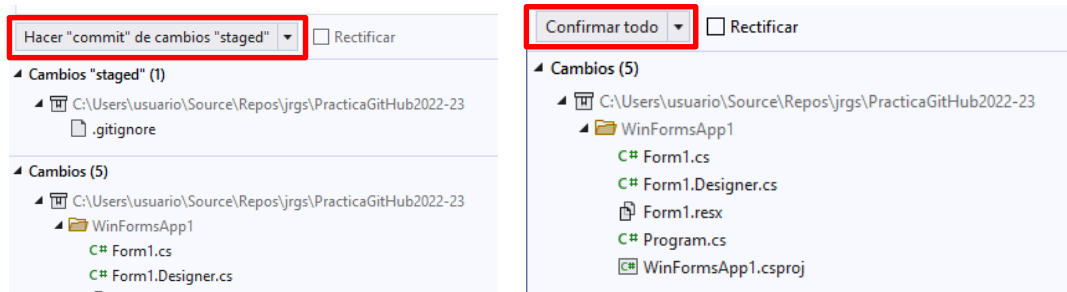 Hacer "commit" de cambios "staged"
Rectificar
Cambios "staged" (1)
C:\Users\usuario\Source\Repos\jrgs\PracticaGitHub2022-23
.gitignore
Cambios (5)
C:\Users\usuario\Source\Repos\jrgs\PracticaGitHub2022-23
WinFormsApp1
C# Form1.cs
C# Form1.Designer.cs
Confirmar todo
Rectificar
Cambios (5)
C:\Users\usuario\Source\Repos\jrgs\PracticaGitHub2022-23
WinFormsApp1
C# Form1.cs
C# Form1.Designer.cs
Form1.resx
C# Program.cs
C# WinFormsApp1.csproj